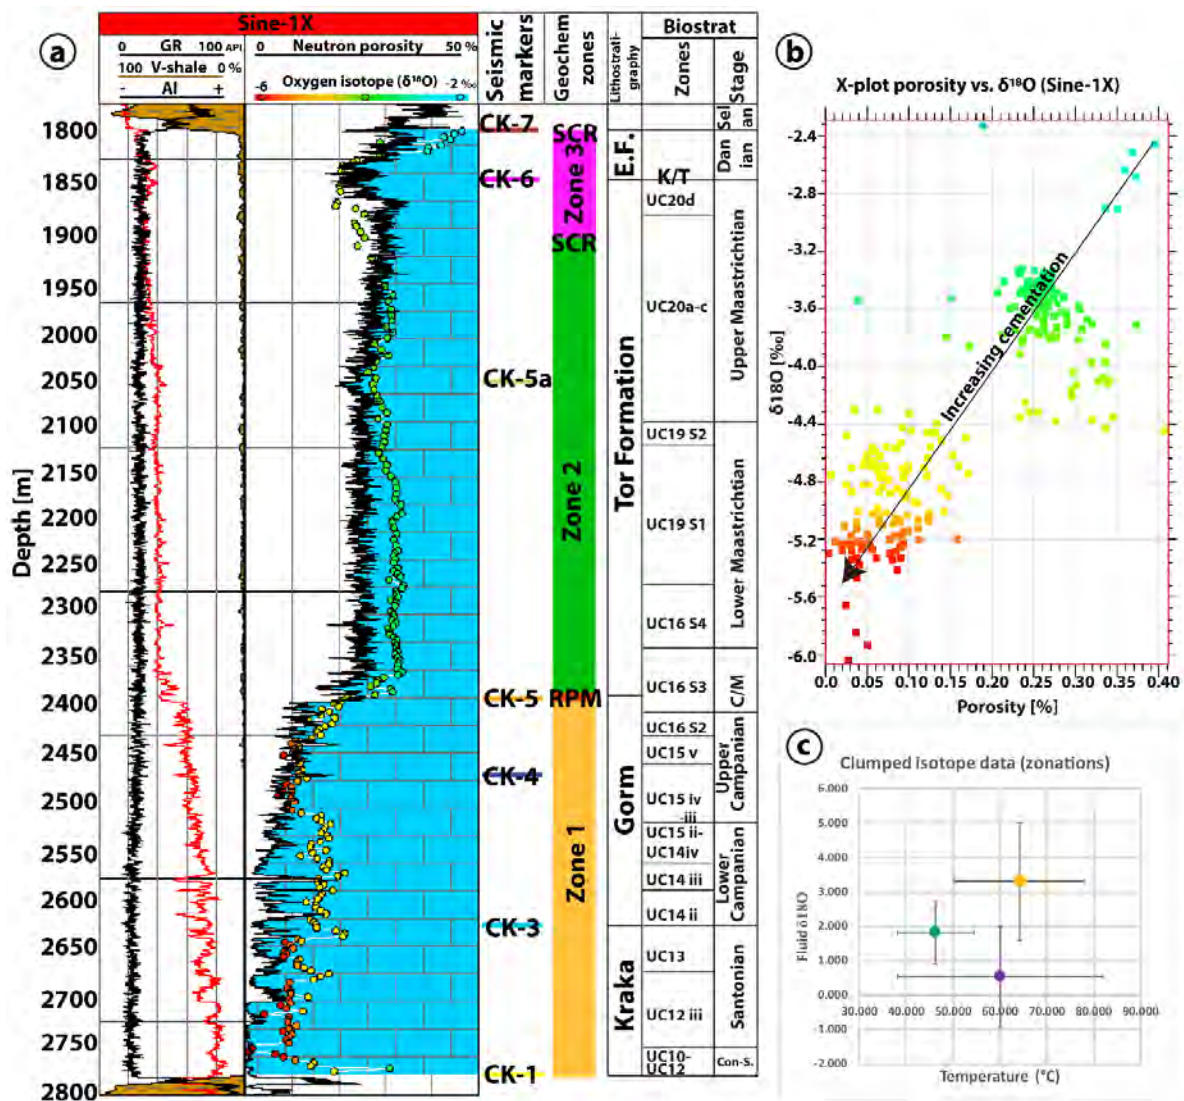 Sine-1X
a
0 GR 100 API
100 V-shale 0 %
- AI +
0 Neutron porosity 50 %
Oxygen isotope (δ¹⁸O)
-6 -2 ‰
Seismic markers
Geochem zones
Lithostratigraphy
Biostrat
Zones
Stage
Depth [m]
1800
1850
1900
1950
2000
2050
2100
2150
2200
2250
2300
2350
2400
2450
2500
2550
2600
2650
2700
2750
2800
CK-7
CK-6
CK-5a
CK-5
CK-4
CK-3
CK-1
SCR
Zone 3
SCR
Zone 2
RPM
Zone 1
E.F.
Tor Formation
Gorm
Kraka
K/T
UC20d
UC20a-c
UC19 S2
UC19 S1
UC16 S4
UC16 S3
UC16 S2
UC15 v
UC15 iv
-iii
UC15 ii-
UC14iv
UC14 iii
UC14 ii
UC13
UC12 iii
UC10-
UC12
Sel
an
Dan
ian
Upper Maastrichtian
Lower Maastrichtian
C/M
Upper
Campanian
Lower
Campanian
Santonian
Con-S.
b
X-plot porosity vs. δ¹⁸O (Sine-1X)
δ18O [‰]
-2.4
-2.8
-3.2
-3.6
-4.0
-4.4
-4.8
-5.2
-5.6
-6.0
Increasing cementation
0.0 0.05 0.10 0.15 0.20 0.25 0.30 0.35 0.40
Porosity [%]
c
Clumped isotope data (zonations)
Fluid δ18O
6.000
5.000
4.000
3.000
2.000
1.000
0.000
-1.000
-2.000
30.000 40.000 50.000 60.000 70.000 80.000 90.000
Temperature (°C)